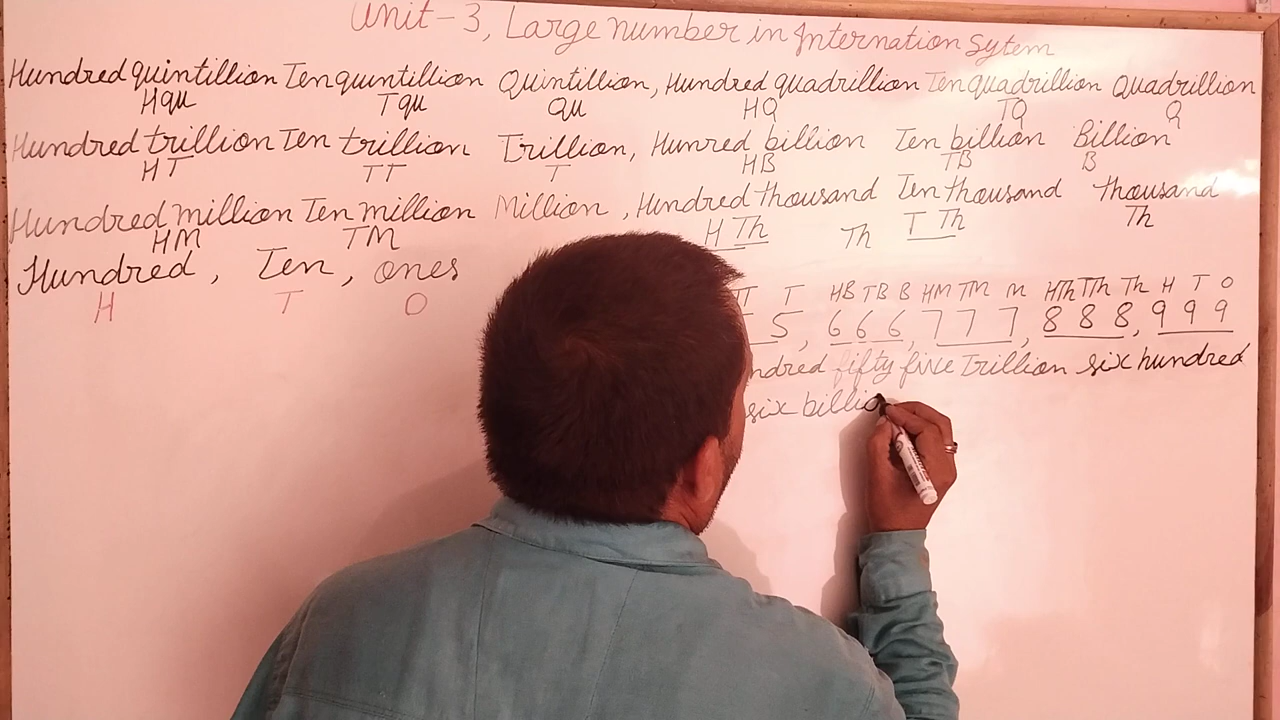 Unit-3, Large number in Internation Sytem
Hundred quintillion Ten quintillion Quintillion, Hundred quadrillion Ten quadrillion Quadrillion
HQu TQu QU HQ TQ Q
Hundred trillion Ten trillion Trillion, Hunred billion Ten billion Billion
HT TT T HB TB B
Hundred million Ten million Million, Hundred thousand Ten thousand thousand
HM TM H Th Th T Th Th
Hundred, Ten, ones
H T O
T HB TB B HM TM M HTh TTh Th H T O
5, 666, 777, 888, 999
fifty five Trillion six hundred
six billio